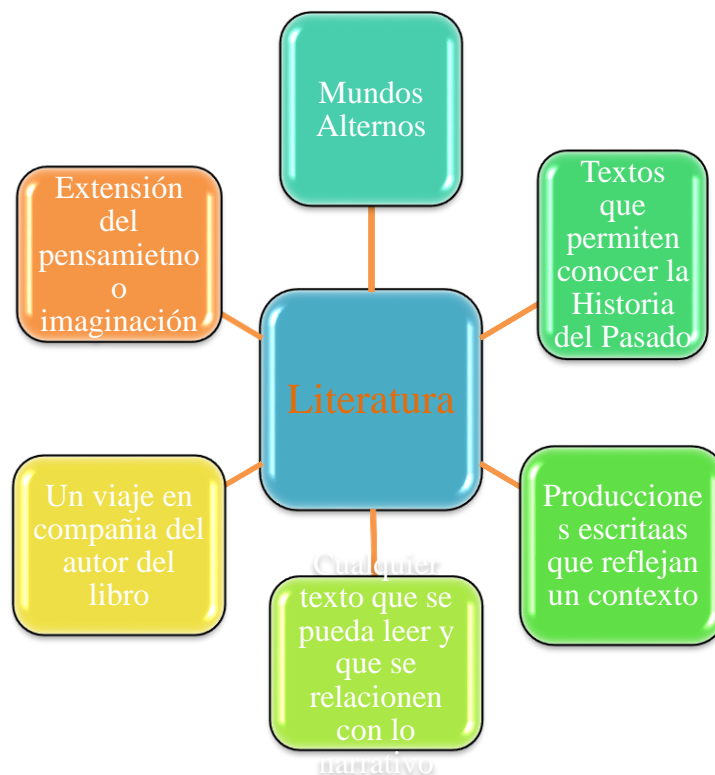 Mundos
Alternos
Textos
que
permiten
conocer la
Historia
del Pasado
Produccione
s escritaas
que reflejan
un contexto
Cualquier
texto que se
pueda leer y
que se
relacionen
con lo
narrativo
Un viaje en
compañia del
autor del
libro
Extensión
del
pensamietno
o
imaginación
Literatura